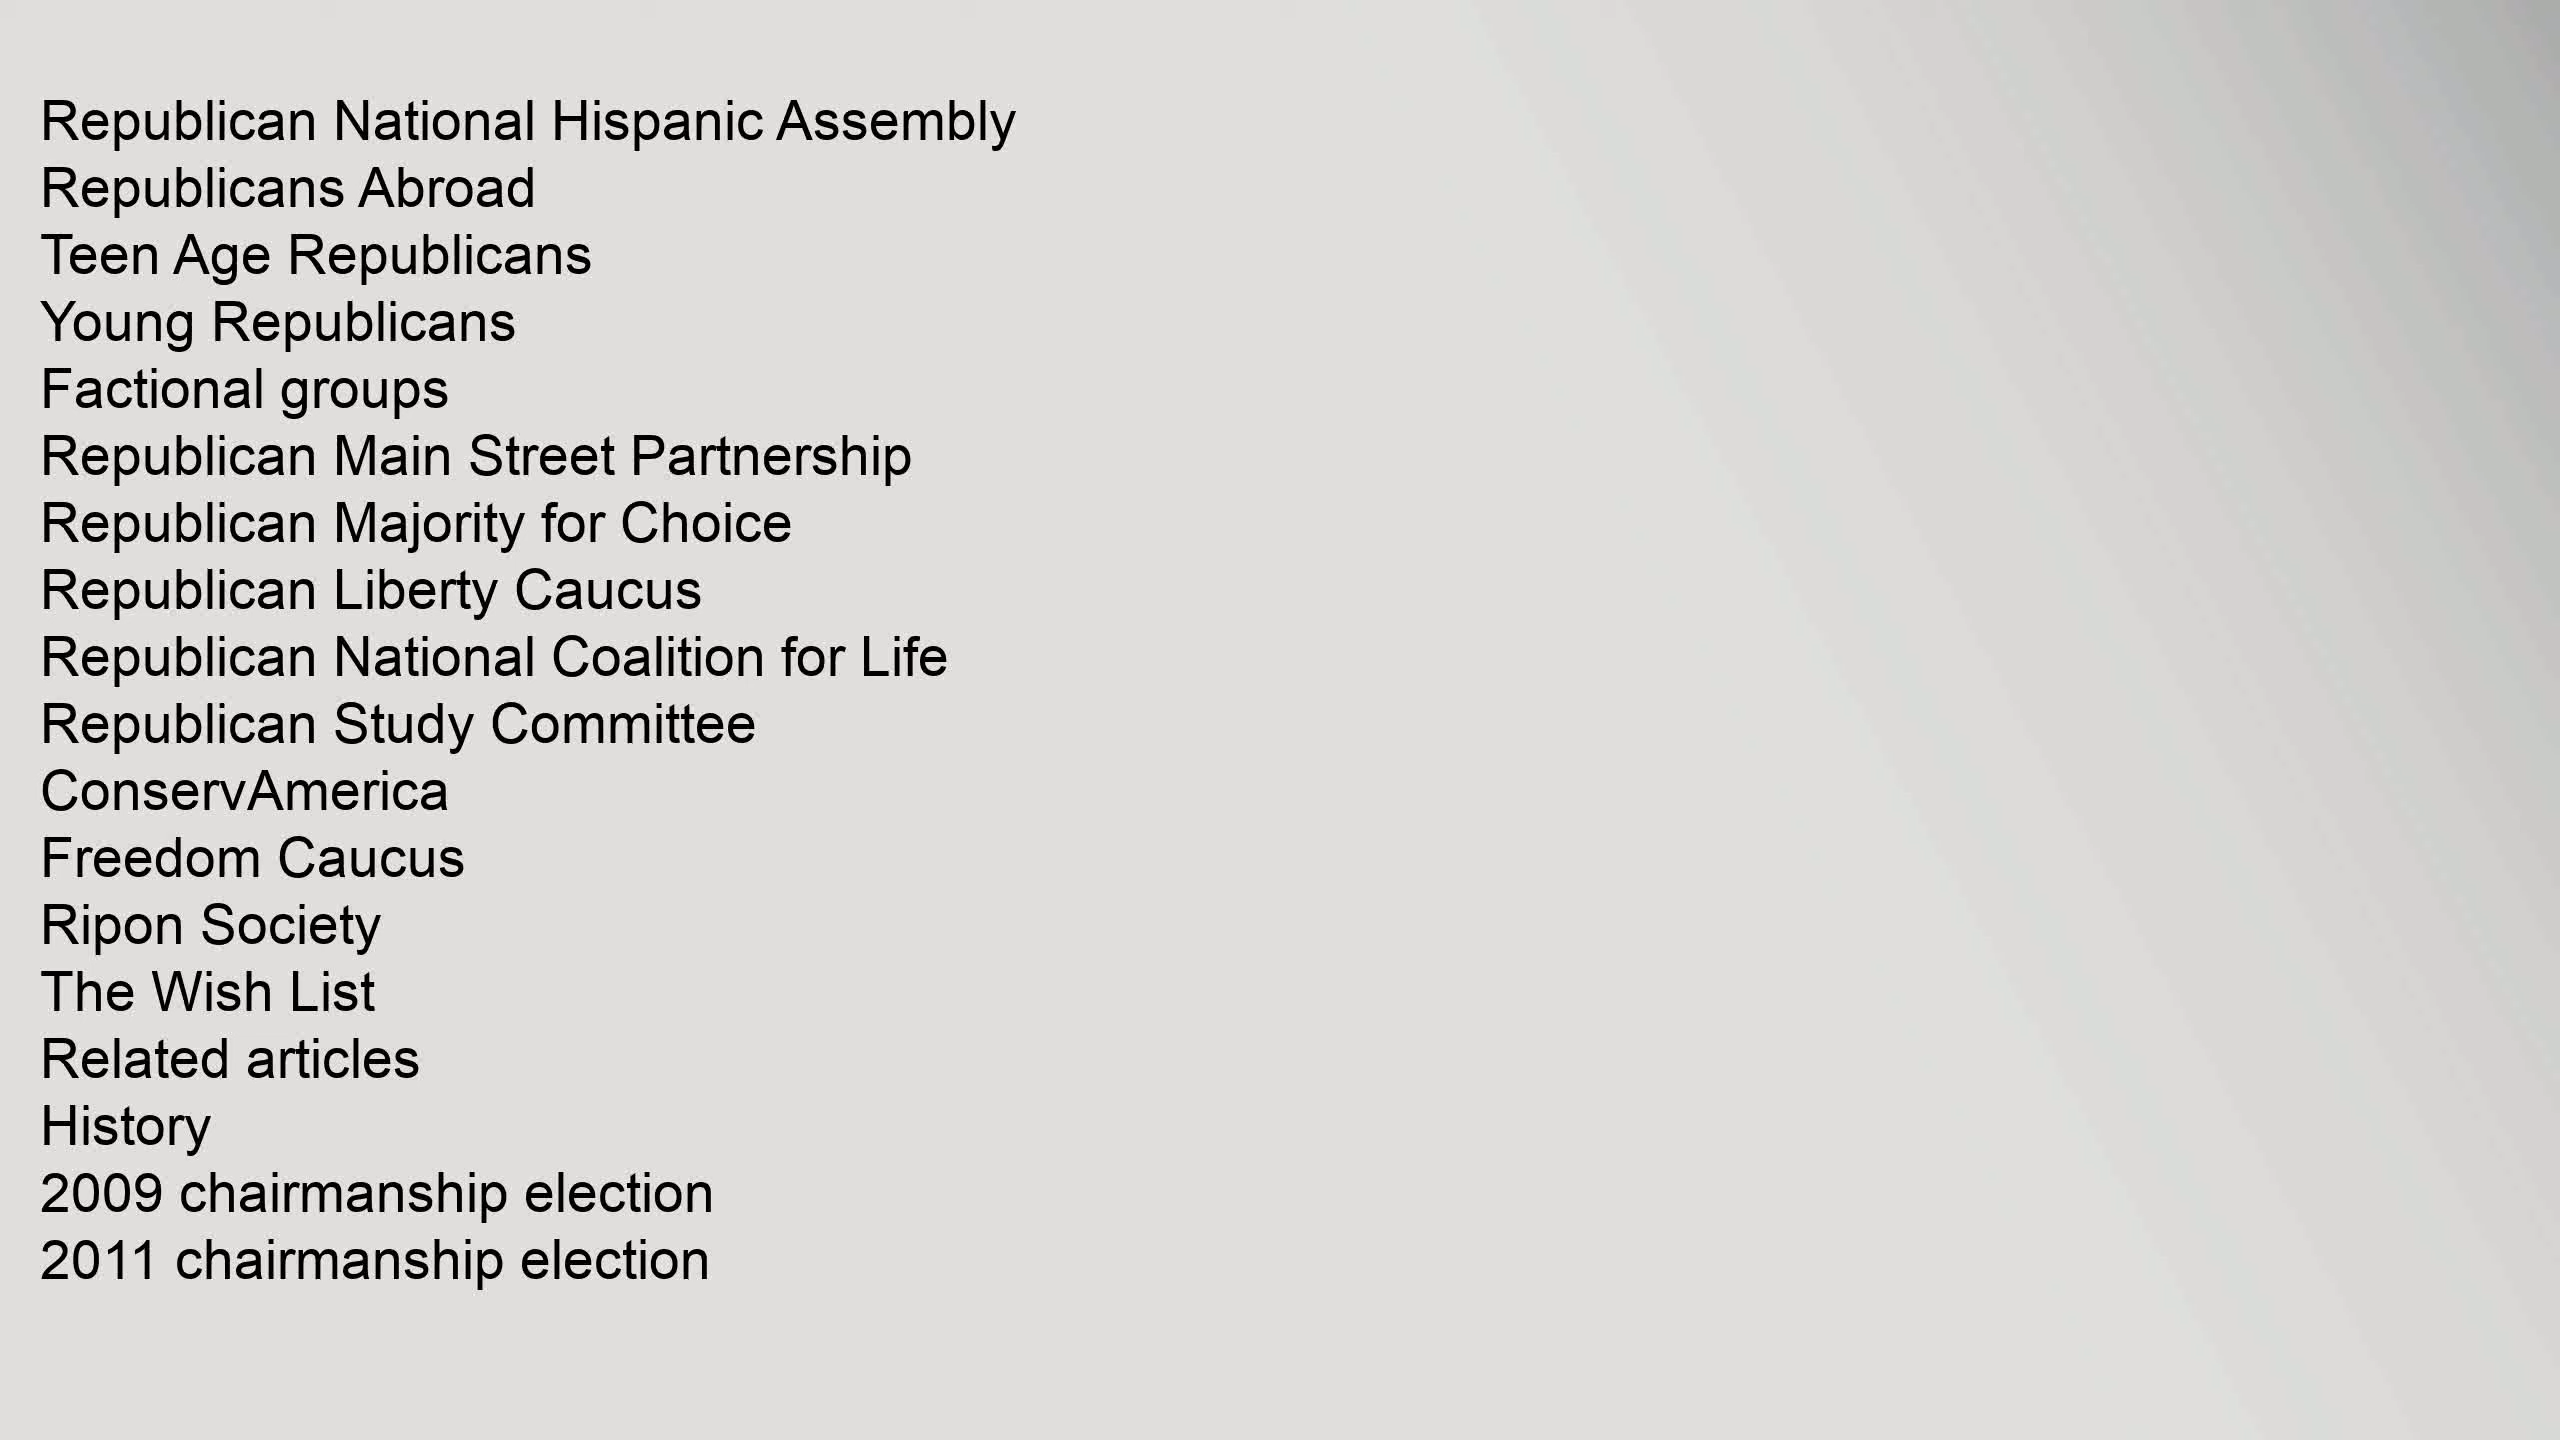 Republican National Hispanic Assembly
Republicans Abroad
Teen Age Republicans
Young Republicans
Factional groups
Republican Main Street Partnership
Republican Majority for Choice
Republican Liberty Caucus
Republican National Coalition for Life
Republican Study Committee
ConservAmerica
Freedom Caucus
Ripon Society
The Wish List
Related articles
History
2009 chairmanship election
2011 chairmanship election